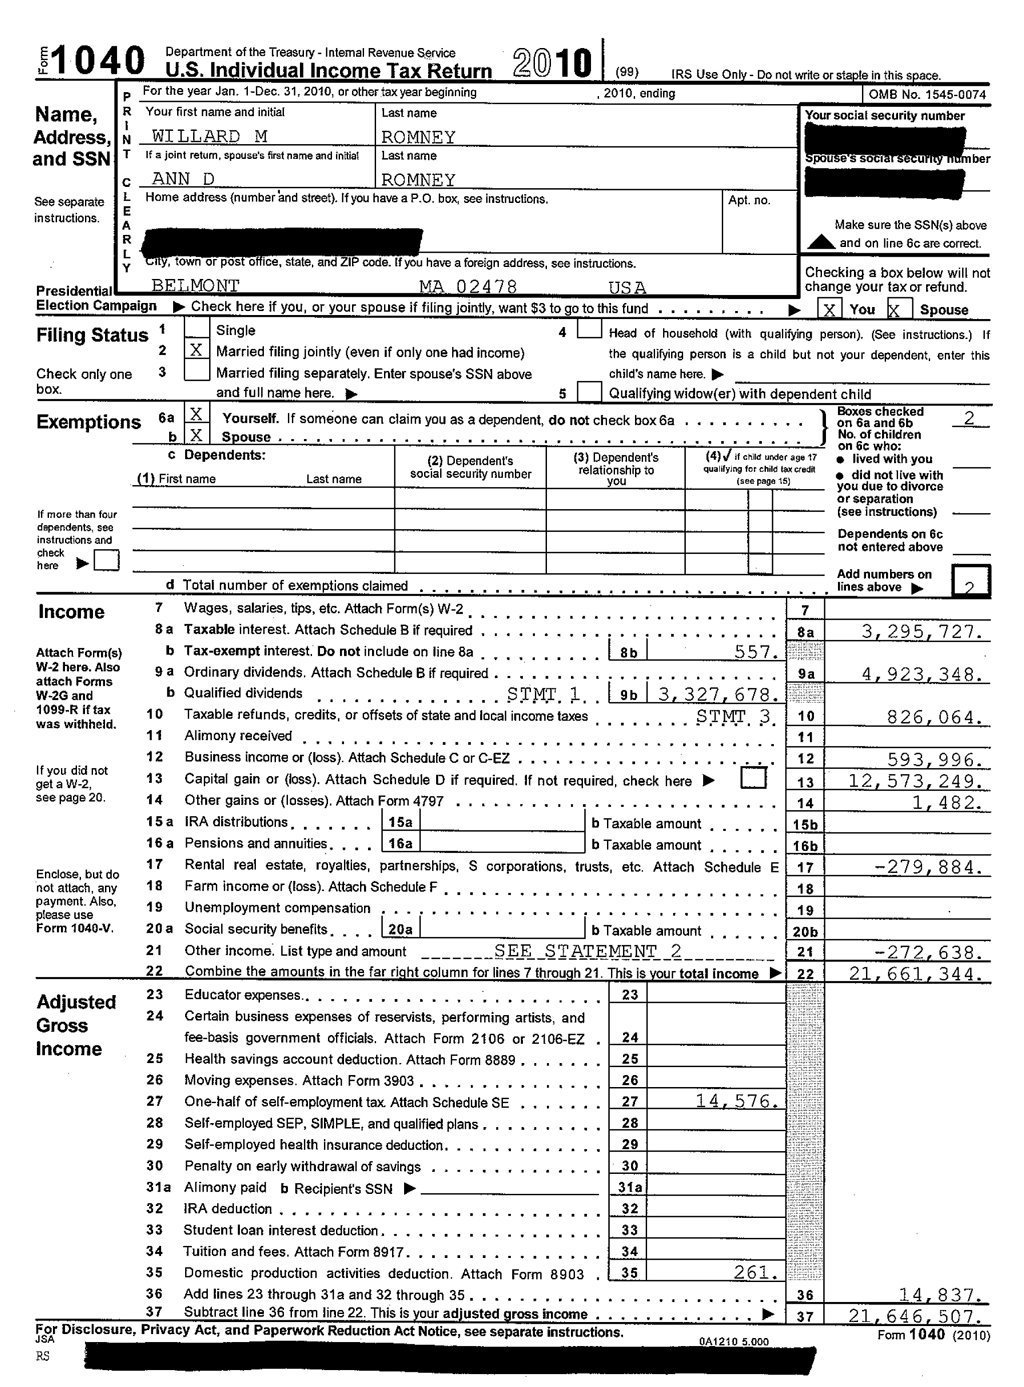 Form 1040 Department of the Treasury - Internal Revenue Service
U.S. Individual Income Tax Return 2010 (99) IRS Use Only - Do not write or staple in this space.
For the year Jan. 1-Dec. 31, 2010, or other tax year beginning , 2010, ending OMB No. 1545-0074
Name, Address, and SSN
See separate instructions.
PRINT CLEARLY
Your first name and initial Last name Your social security number
WILLARD M ROMNEY
If a joint return, spouse's first name and initial Last name Spouse's social security number
ANN D ROMNEY
Home address (number and street). If you have a P.O. box, see instructions. Apt. no.
Make sure the SSN(s) above and on line 6c are correct.
City, town or post office, state, and ZIP code. If you have a foreign address, see instructions.
BELMONT MA 02478 USA
Checking a box below will not change your tax or refund.
Presidential Election Campaign ▶ Check here if you, or your spouse if filing jointly, want $3 to go to this fund . . . . . . . . . . ▶ X You X Spouse
Filing Status
Check only one box.
1 Single
2 X Married filing jointly (even if only one had income)
3 Married filing separately. Enter spouse's SSN above and full name here. ▶
4 Head of household (with qualifying person). (See instructions.) If the qualifying person is a child but not your dependent, enter this child's name here. ▶
5 Qualifying widow(er) with dependent child
Exemptions
6a X Yourself. If someone can claim you as a dependent, do not check box 6a . . . . . . . . . .
b X Spouse . . . . . . . . . .
Boxes checked on 6a and 6b 2
No. of children on 6c who:
● lived with you
● did not live with you due to divorce or separation (see instructions)
Dependents on 6c not entered above
Add numbers on lines above ▶ 2
c Dependents:
(1) First name Last name
(2) Dependent's social security number
(3) Dependent's relationship to you
(4) ✓ if child under age 17 qualifying for child tax credit (see page 15)
If more than four dependents, see instructions and check here ▶
d Total number of exemptions claimed . . . . . . . . . .
Income
Attach Form(s) W-2 here. Also attach Forms W-2G and 1099-R if tax was withheld.
If you did not get a W-2, see page 20.
Enclose, but do not attach, any payment. Also, please use Form 1040-V.
7 Wages, salaries, tips, etc. Attach Form(s) W-2 . . . . . . . . . . 7
8a Taxable interest. Attach Schedule B if required . . . . . . . . . . 8a 3,295,727.
b Tax-exempt interest. Do not include on line 8a . . . . . . . . . . 8b 557.
9a Ordinary dividends. Attach Schedule B if required . . . . . . . . . . 9a 4,923,348.
b Qualified dividends . . . . . . . . . . STMT 1 9b 3,327,678.
10 Taxable refunds, credits, or offsets of state and local income taxes . . . . . . . STMT 3 10 826,064.
11 Alimony received . . . . . . . . . . 11
12 Business income or (loss). Attach Schedule C or C-EZ . . . . . . . . . . 12 593,996.
13 Capital gain or (loss). Attach Schedule D if required. If not required, check here ▶ 13 12,573,249.
14 Other gains or (losses). Attach Form 4797 . . . . . . . . . . 14 1,482.
15a IRA distributions . . . . . . . 15a b Taxable amount . . . . . . 15b
16a Pensions and annuities . . . . 16a b Taxable amount . . . . . . 16b
17 Rental real estate, royalties, partnerships, S corporations, trusts, etc. Attach Schedule E 17 -279,884.
18 Farm income or (loss). Attach Schedule F . . . . . . . . . . 18
19 Unemployment compensation . . . . . . . . . . 19
20a Social security benefits . . . . 20a b Taxable amount . . . . . . 20b
21 Other income. List type and amount SEE STATEMENT 2 21 -272,638.
22 Combine the amounts in the far right column for lines 7 through 21. This is your total income ▶ 22 21,661,344.
Adjusted Gross Income
23 Educator expenses . . . . . . . . . . 23
24 Certain business expenses of reservists, performing artists, and
fee-basis government officials. Attach Form 2106 or 2106-EZ . 24
25 Health savings account deduction. Attach Form 8889 . . . . . . . 25
26 Moving expenses. Attach Form 3903 . . . . . . . . . . 26
27 One-half of self-employment tax. Attach Schedule SE . . . . . . . 27 14,576.
28 Self-employed SEP, SIMPLE, and qualified plans . . . . . . . . . 28
29 Self-employed health insurance deduction . . . . . . . . . . 29
30 Penalty on early withdrawal of savings . . . . . . . . . . 30
31a Alimony paid b Recipient's SSN ▶ 31a
32 IRA deduction . . . . . . . . . . 32
33 Student loan interest deduction . . . . . . . . . . 33
34 Tuition and fees. Attach Form 8917 . . . . . . . . . . 34
35 Domestic production activities deduction. Attach Form 8903 . 35 261.
36 Add lines 23 through 31a and 32 through 35 . . . . . . . . . . 36 14,837.
37 Subtract line 36 from line 22. This is your adjusted gross income . . . . . . . . . . ▶ 37 21,646,507.
For Disclosure, Privacy Act, and Paperwork Reduction Act Notice, see separate instructions. Form 1040 (2010)
JSA 0A1210 5.000
RS